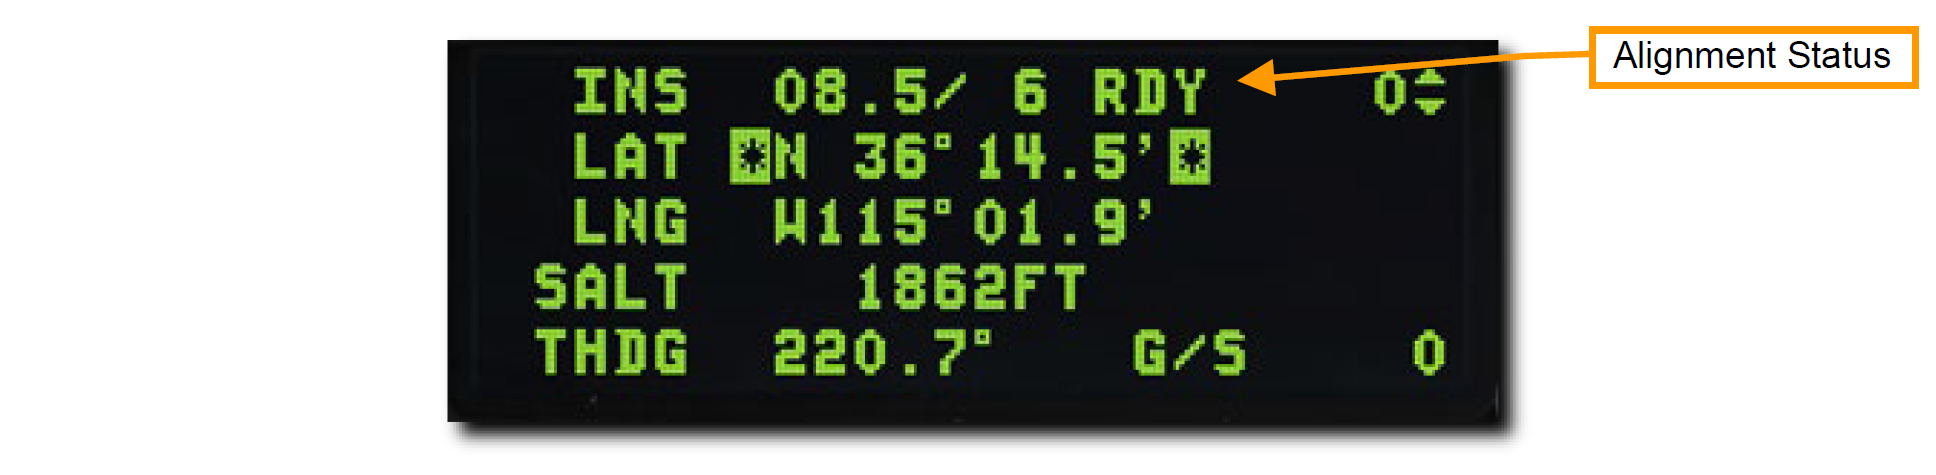 Alignment Status
INS 08.5/ 6 RDY 0
LAT *N 36°14.5’*
LNG W115°01.9’
SALT 1862FT
THDG 220.7° G/S 0